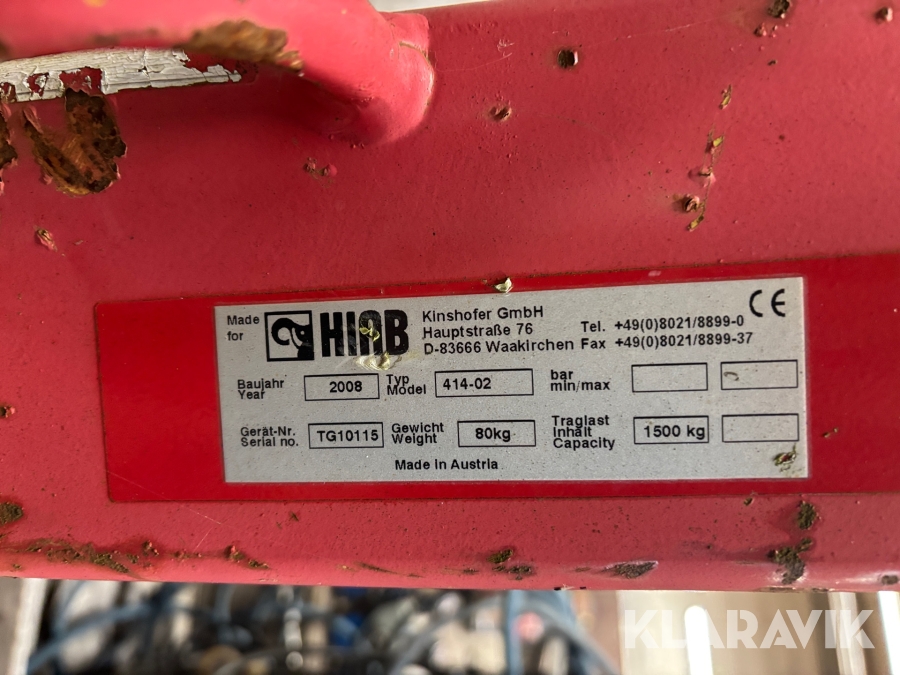 Made for HIAB
Kinshofer GmbH
Hauptstraße 76 Tel. +49(0)8021/8899-0
D-83666 Waakirchen Fax +49(0)8021/8899-37
CE
Baujahr Year 2008 Typ Model 414-02 bar min/max
Gerät-Nr. Serial no. TG10115 Gewicht Weight 80kg Traglast Inhalt Capacity 1500 kg
Made in Austria
KLARAVIK